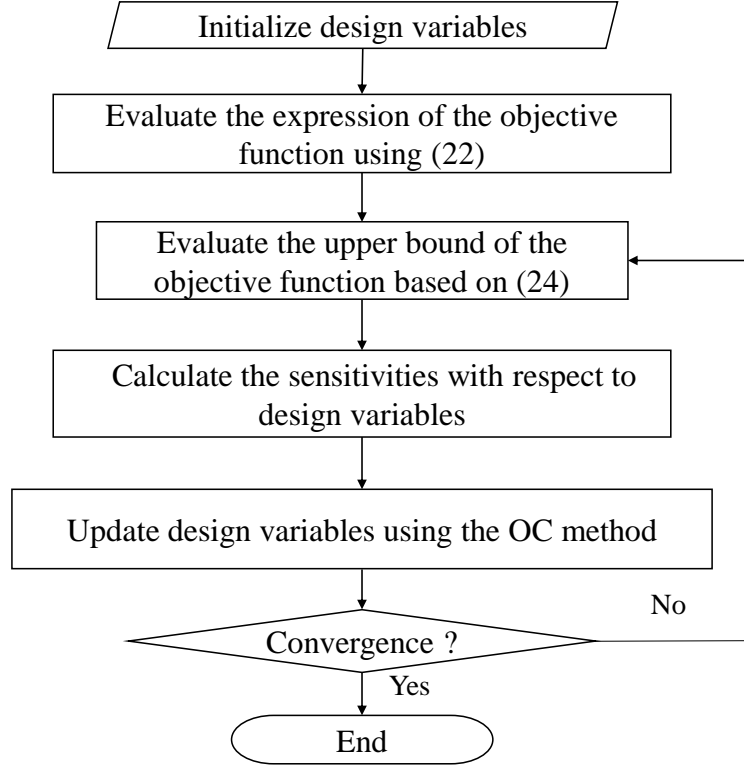 Initialize design variables
Evaluate the expression of the objective
function using (22)
Evaluate the upper bound of the
objective function based on (24)
Calculate the sensitivities with respect to
design variables
Update design variables using the OC method
No
Convergence ?
Yes
End